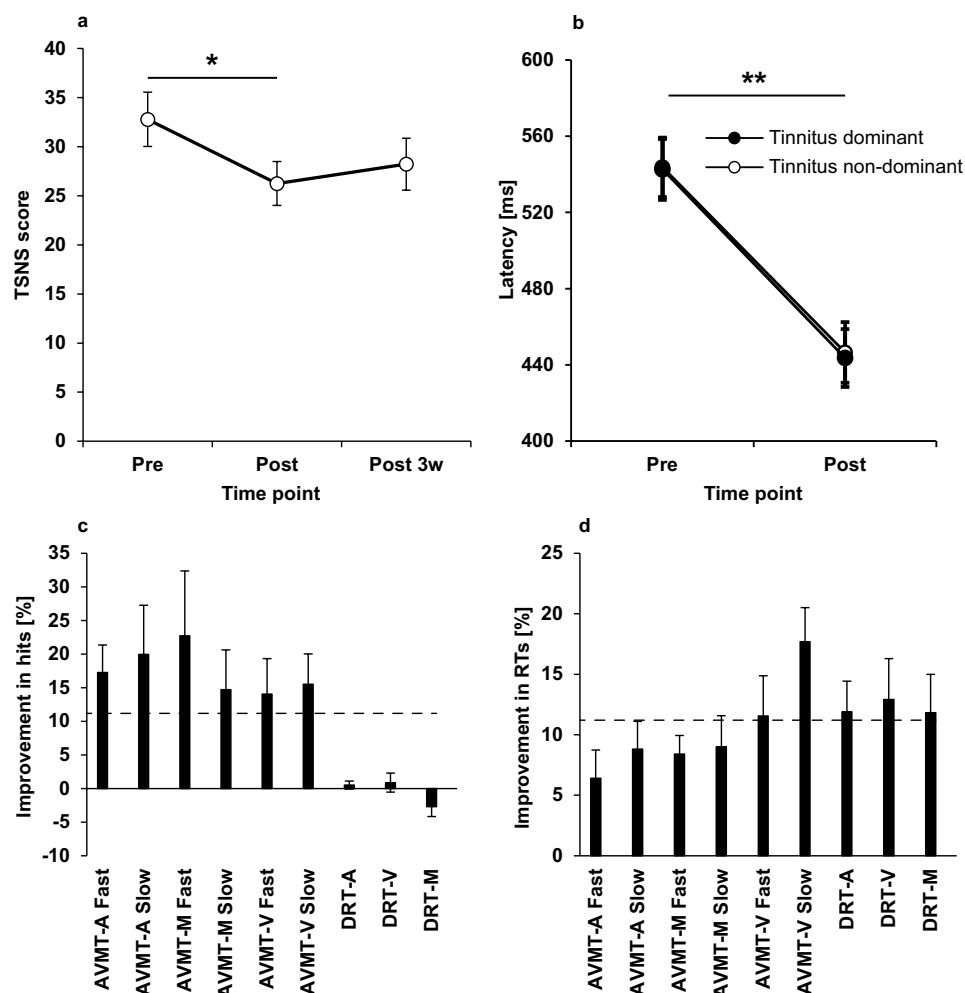 a
TSNS score
40
35
30
25
20
15
10
5
0
*
Pre
Post
Post 3w
Time point
b
Latency [ms]
600
560
520
480
440
400
**
Tinnitus dominant
Tinnitus non-dominant
Pre
Post
Time point
c
Improvement in hits [%]
35
30
25
20
15
10
5
0
-5
-10
AVMT-A Fast
AVMT-A Slow
AVMT-M Fast
AVMT-M Slow
AVMT-V Fast
AVMT-V Slow
DRT-A
DRT-V
DRT-M
d
Improvement in RTs [%]
25
20
15
10
5
0
AVMT-A Fast
AVMT-A Slow
AVMT-M Fast
AVMT-M Slow
AVMT-V Fast
AVMT-V Slow
DRT-A
DRT-V
DRT-M